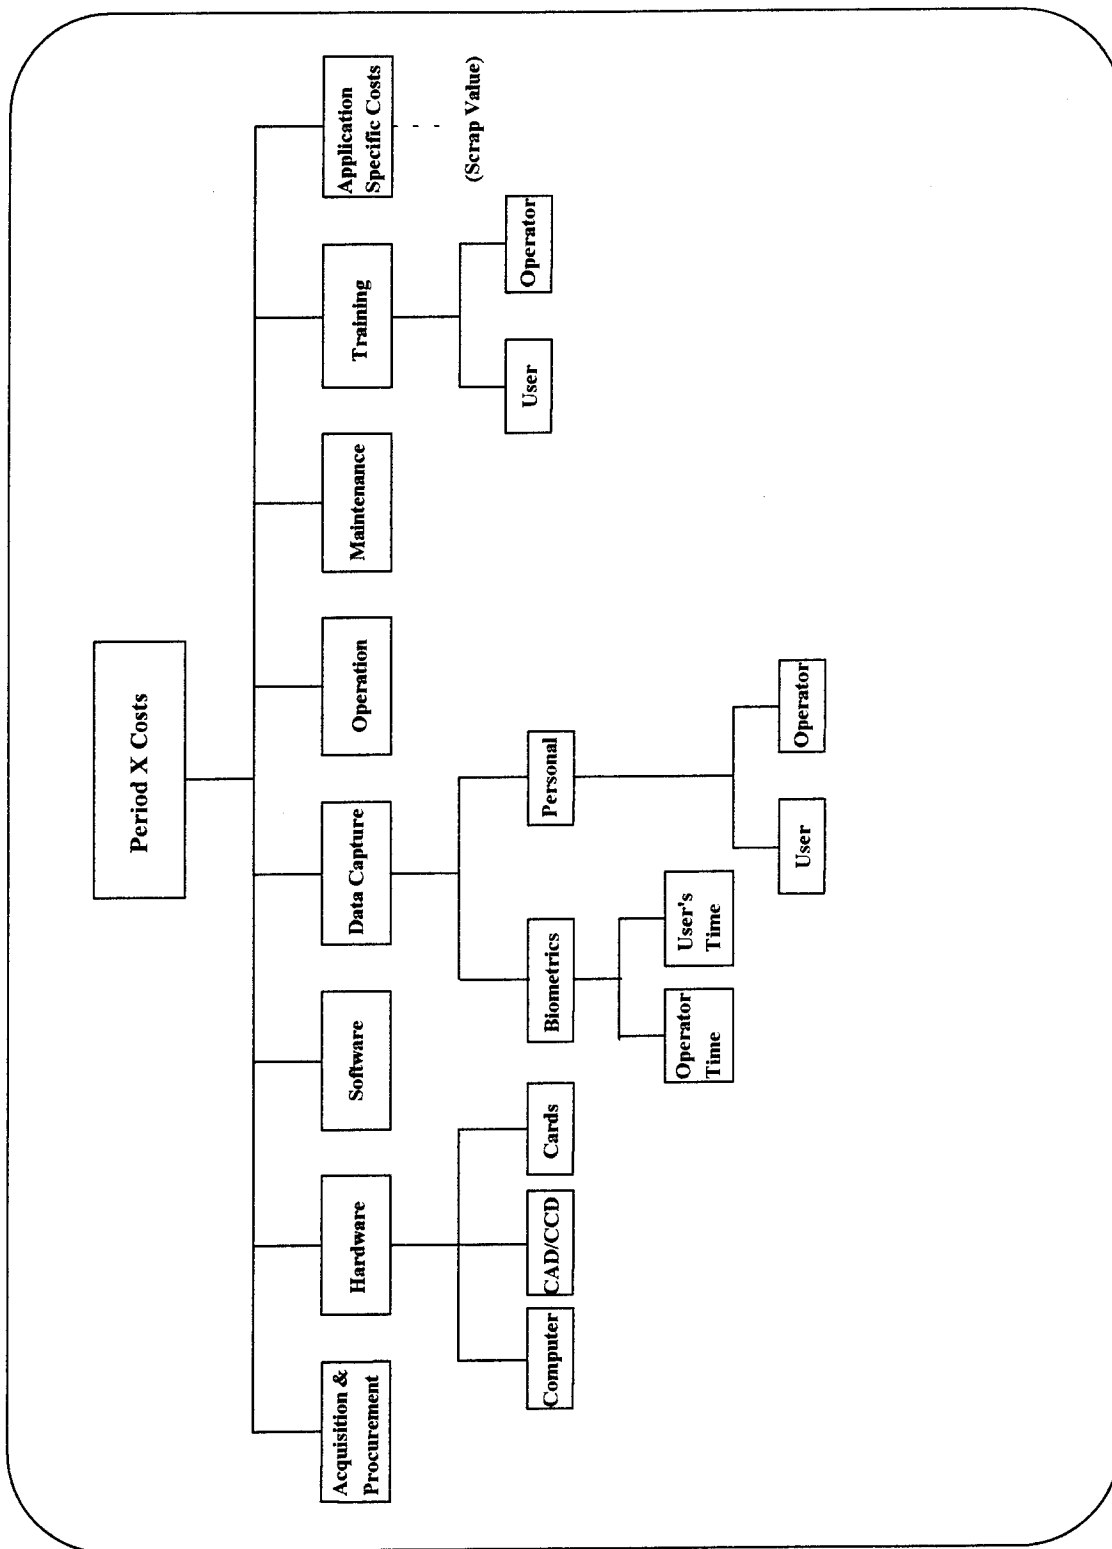 Period X Costs
Acquisition &
Procurement
Hardware
Software
Data Capture
Operation
Maintenance
Training
Application
Specific Costs
(Scrap Value)
Computer
CAD/CCD
Cards
Biometrics
Personal
User
Operator
Operator
Time
User's
Time
User
Operator